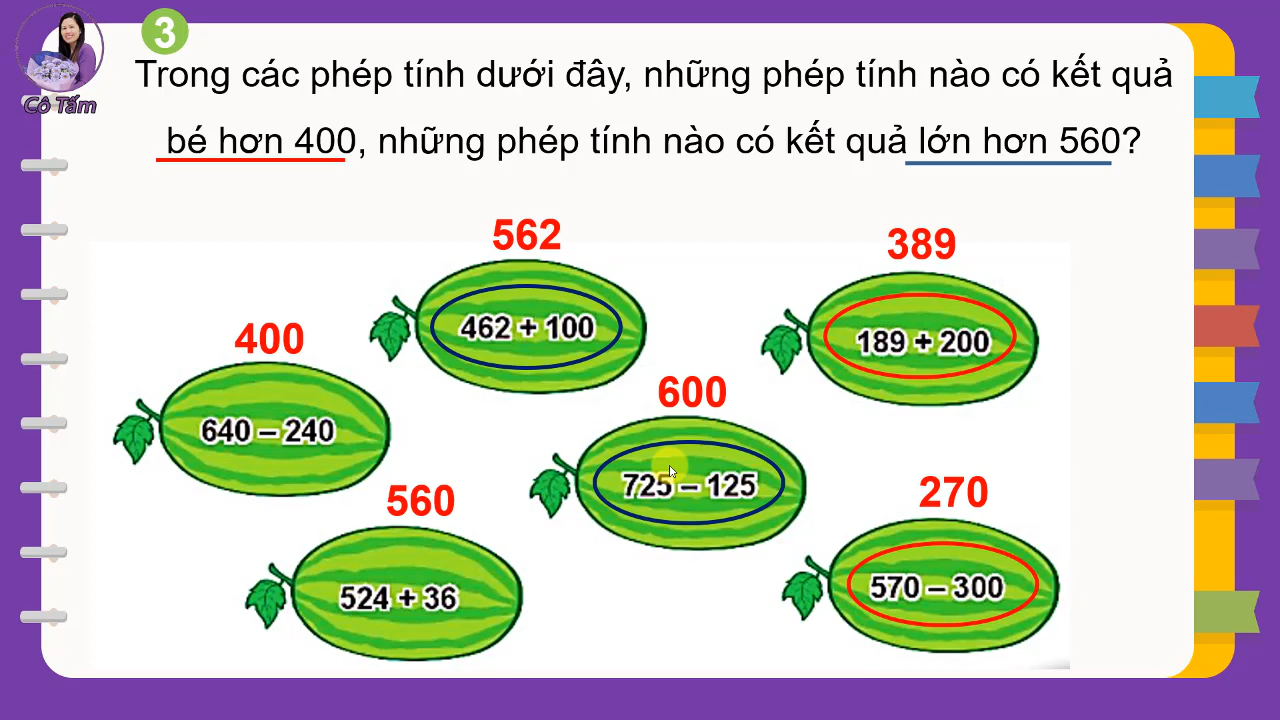 3
Trong các phép tính dưới đây, những phép tính nào có kết quả
bé hơn 400, những phép tính nào có kết quả lớn hơn 560?
Cô Tấm
562
462 + 100
389
189 + 200
400
640 – 240
600
725 – 125
560
524 + 36
270
570 – 300